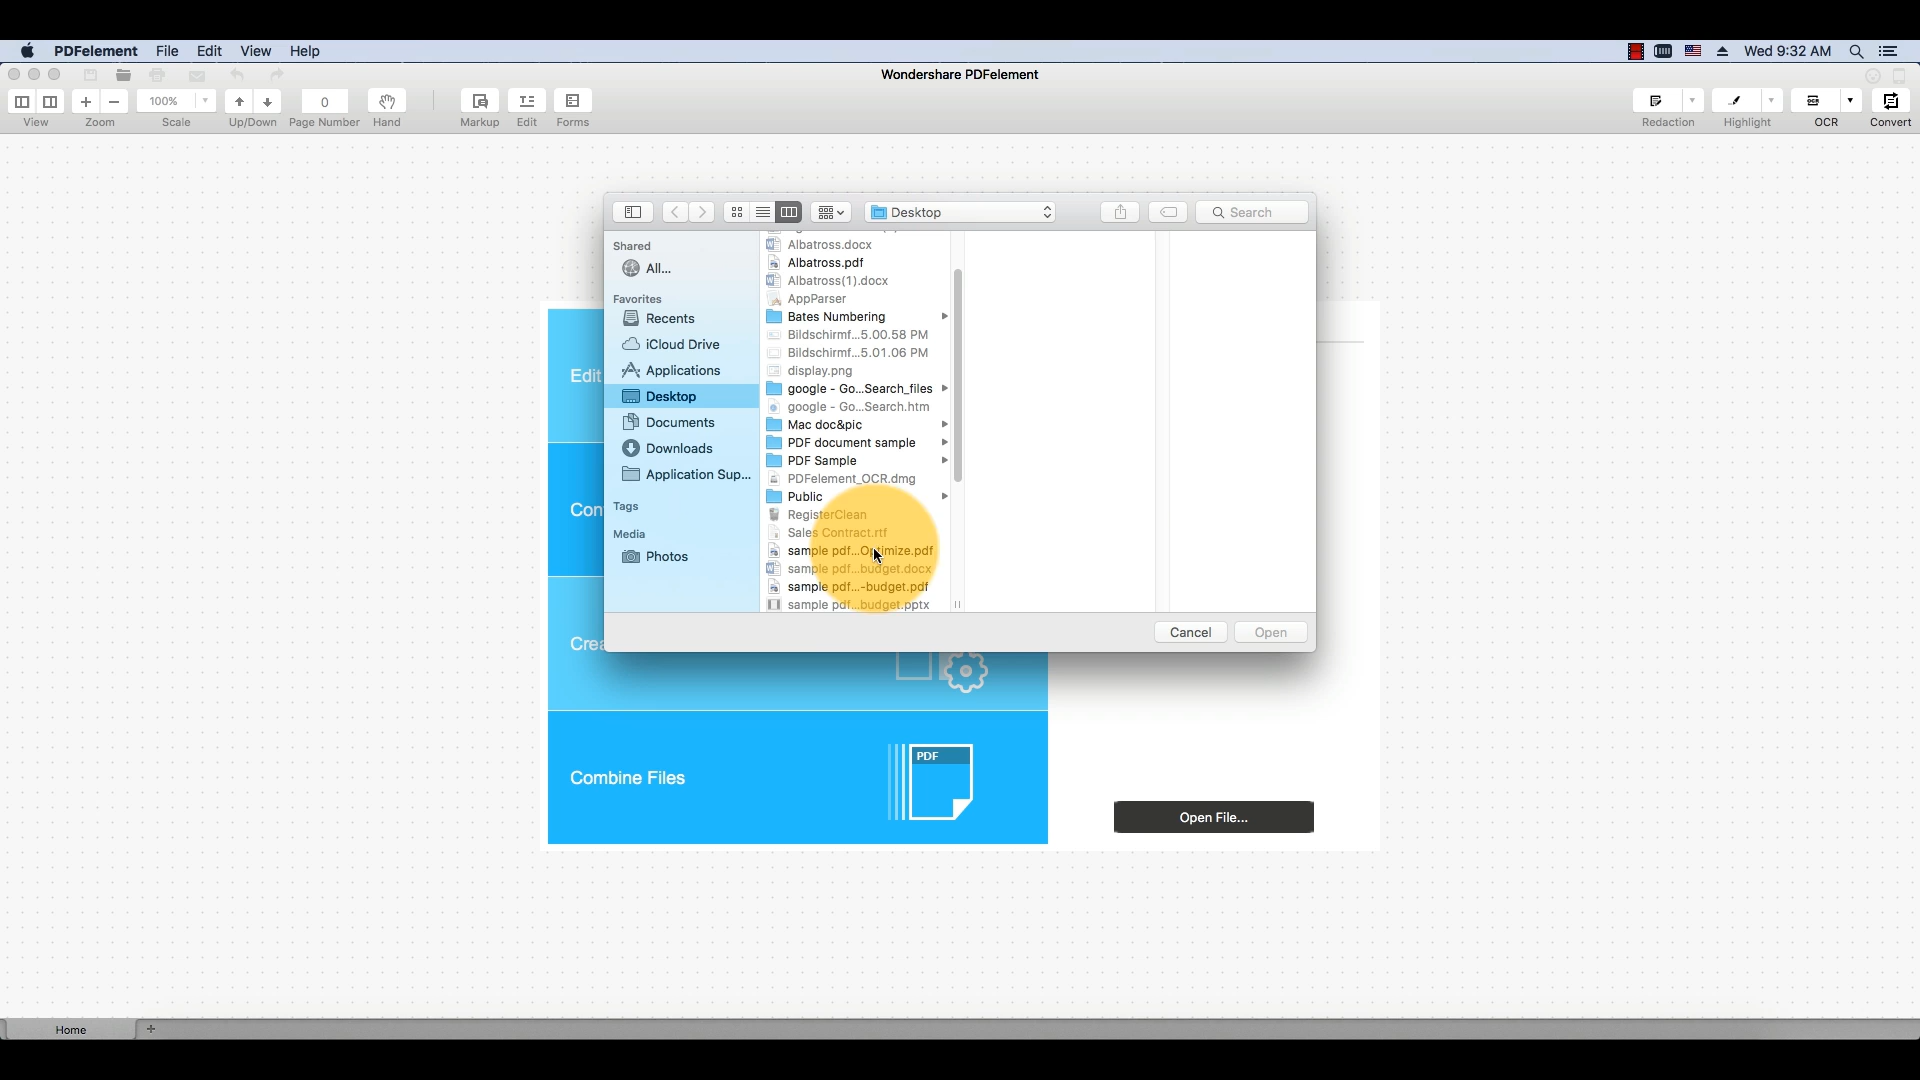 PDFelement File Edit View Help Wed 9:32 AM
Wondershare PDFelement
100% 0
View Zoom Scale Up/Down Page Number Hand Markup Edit Forms Redaction Highlight OCR Convert
Desktop Search
Shared
All...
Favorites
Recents
iCloud Drive
Applications
Desktop
Documents
Downloads
Application Sup...
Tags
Media
Photos
Albatross.docx
Albatross.pdf
Albatross(1).docx
AppParser
Bates Numbering
Bildschirmf...5.00.58 PM
Bildschirmf...5.01.06 PM
display.png
google - Go...Search_files
google - Go...Search.htm
Mac doc&pic
PDF document sample
PDF Sample
PDFelement_OCR.dmg
Public
RegisterClean
Sales Contract.rtf
sample pdf...Optimize.pdf
sample pdf...budget.docx
sample pdf...-budget.pdf
sample pdf...budget.pptx
Cancel Open
Edit
Con
Crea
Combine Files
PDF
Open File...
Home +